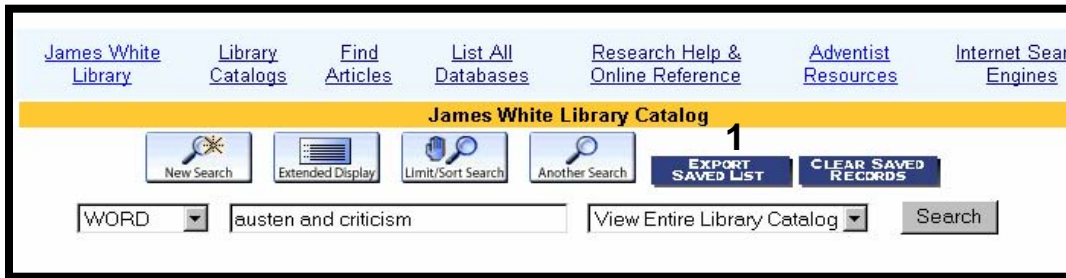 James White Library
Library Catalogs
Find Articles
List All Databases
Research Help & Online Reference
Adventist Resources
Internet Sear
Engines
James White Library Catalog
1
New Search
Extended Display
Limit/Sort Search
Another Search
EXPORT SAVED LIST
CLEAR SAVED RECORDS
WORD
austen and criticism
View Entire Library Catalog
Search